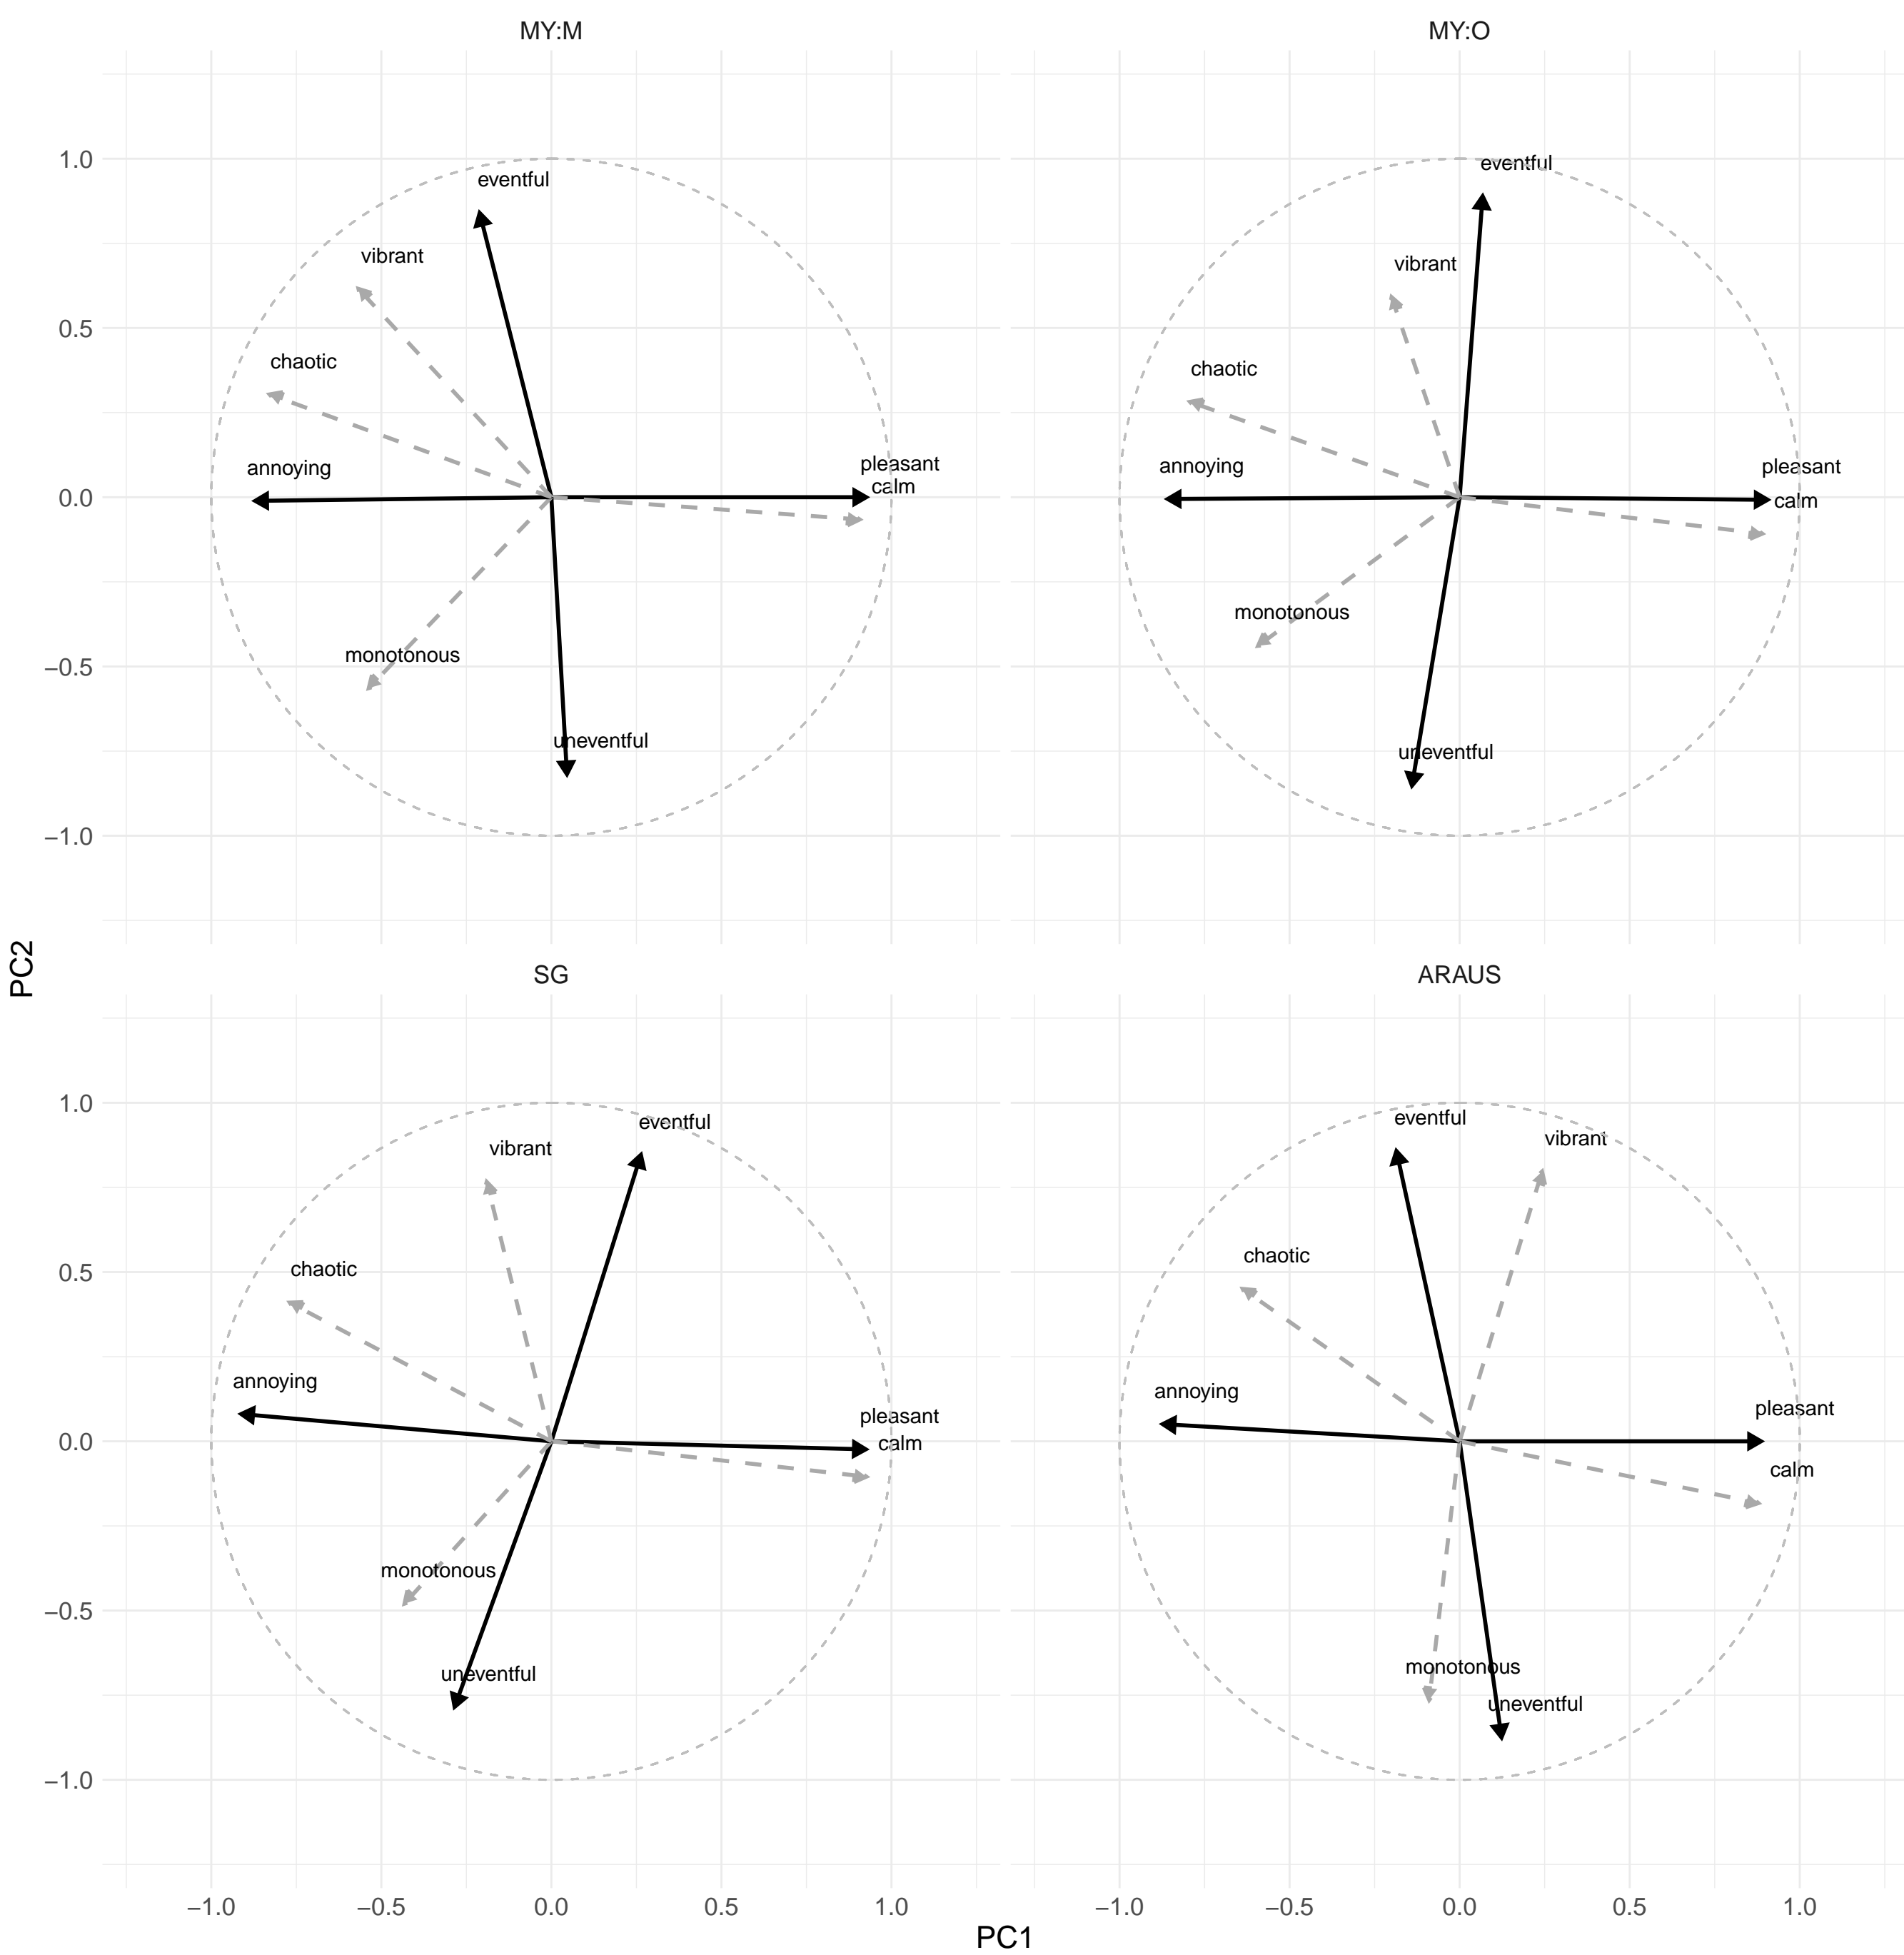 MY:M
MY:O
eventful
vibrant
chaotic
annoying
pleasant
calm
monotonous
uneventful
eventful
vibrant
chaotic
annoying
pleasant
calm
monotonous
uneventful
1.0
0.5
0.0
−0.5
−1.0
PC2
SG
ARAUS
eventful
vibrant
chaotic
annoying
pleasant
calm
monotonous
uneventful
eventful
vibrant
chaotic
annoying
pleasant
calm
monotonous
uneventful
1.0
0.5
0.0
−0.5
−1.0
−1.0 −0.5 0.0 0.5 1.0
−1.0 −0.5 0.0 0.5 1.0
PC1